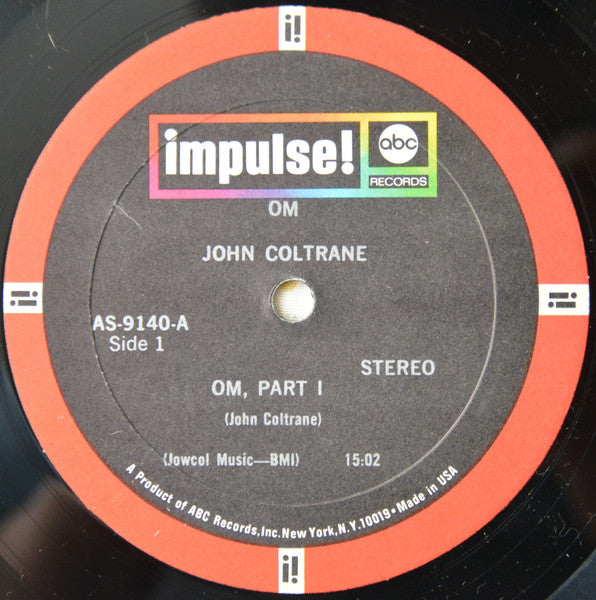 i!
impulse!
abc
RECORDS
OM
JOHN COLTRANE
i!
i!
AS-9140-A
Side 1
STEREO
OM, PART I
(John Coltrane)
(Jowcol Music—BMI) 15:02
A Product of ABC Records, Inc. New York, N.Y. 10019 • Made in USA
i!